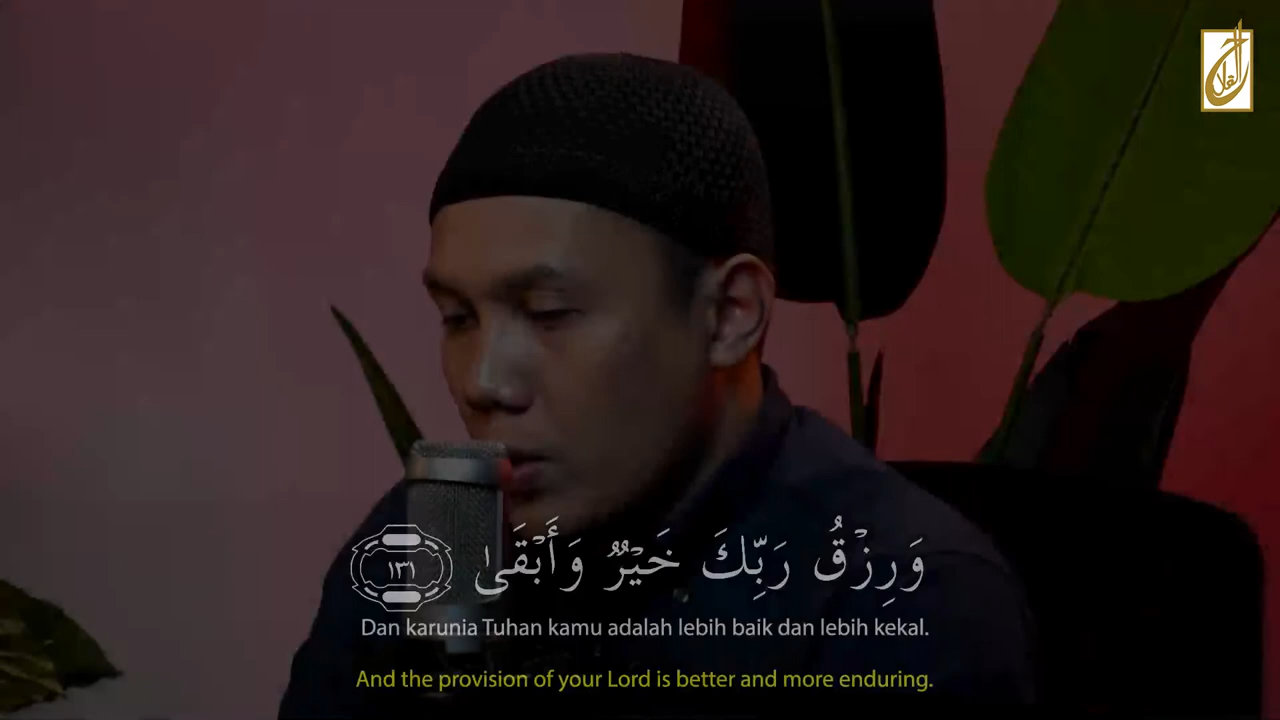 وَرِزْقُ رَبِّكَ خَيْرٌ وَأَبْقَىٰ ١٣١
Dan karunia Tuhan kamu adalah lebih baik dan lebih kekal.
And the provision of your Lord is better and more enduring.